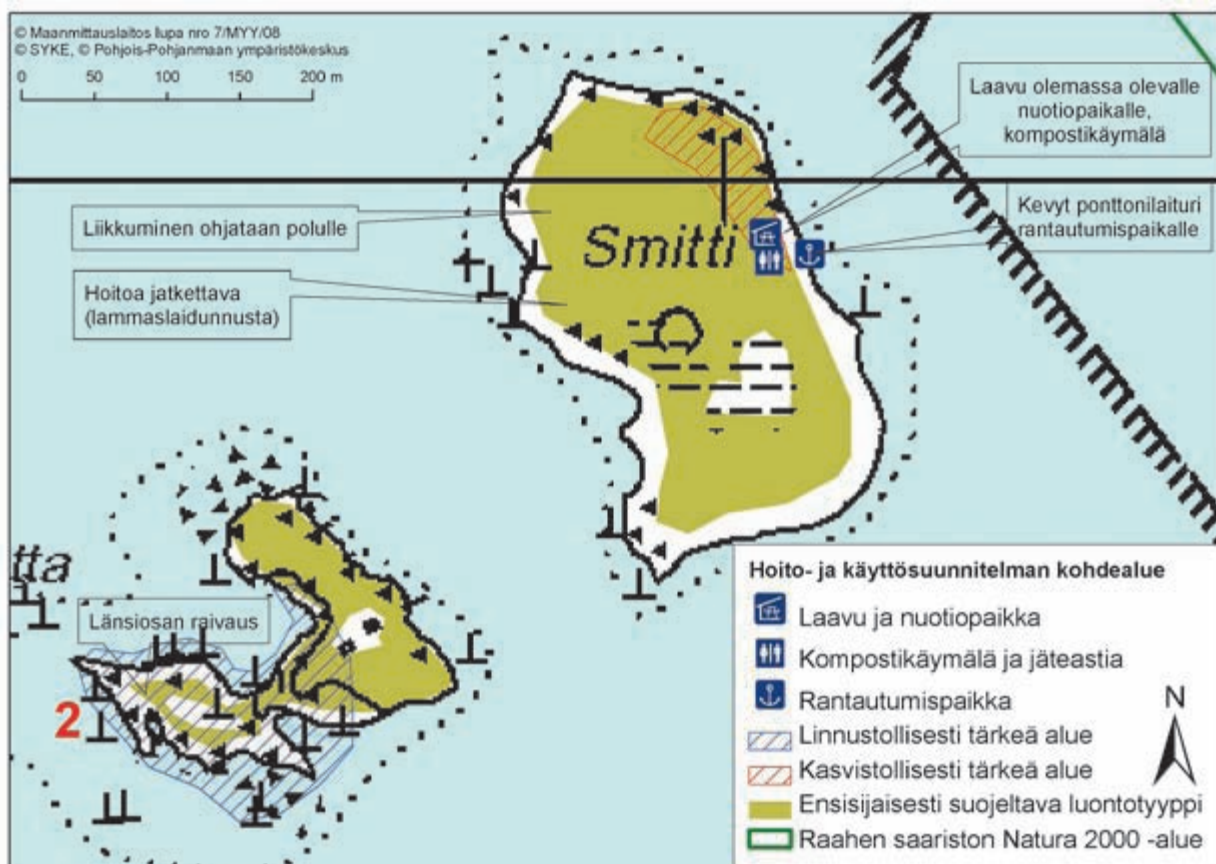 © Maanmittauslaitos lupa nro 7/MYY/08
© SYKE, © Pohjois-Pohjanmaan ympäristökeskus
0 50 100 150 200 m
Laavu olemassa olevalle
nuotiopaikalle,
kompostikäymälä
Liikkuminen ohjataan polulle
Kevyt ponttonilaituri
rantautumispaikalle
Smitti
Hoitoa jatkettava
(lammaslaidunnusta)
tta
Länsiosan raivaus
2
Hoito- ja käyttösuunnitelman kohdealue
Laavu ja nuotiopaikka
Kompostikäymälä ja jäteastia
Rantautumispaikka
N
Linnustollisesti tärkeä alue
Kasvistollisesti tärkeä alue
Ensisijaisesti suojeltava luontotyyppi
Raahen saariston Natura 2000 -alue